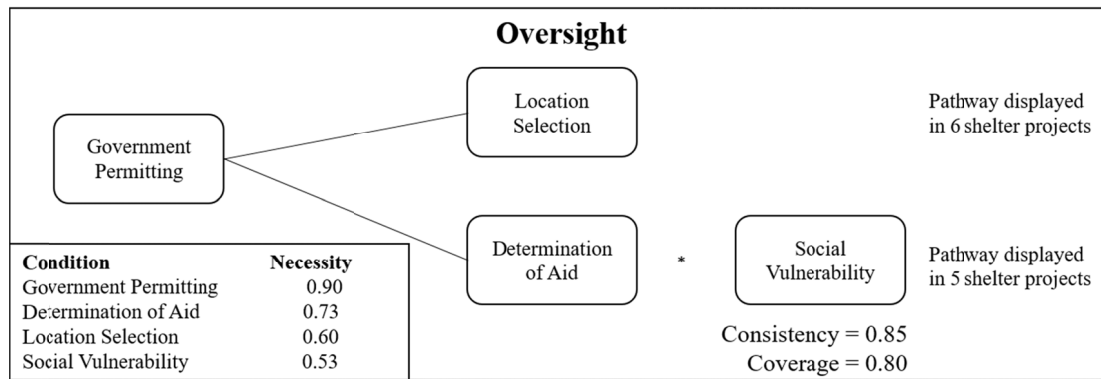 Oversight
Government
Permitting
Location
Selection
Pathway displayed
in 6 shelter projects
Determination
of Aid
*
Social
Vulnerability
Pathway displayed
in 5 shelter projects
Condition Necessity
Government Permitting 0.90
Determination of Aid 0.73
Location Selection 0.60
Social Vulnerability 0.53
Consistency = 0.85
Coverage = 0.80